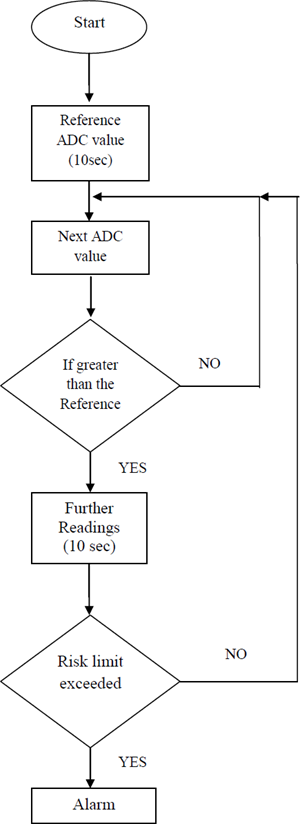 Start
Reference
ADC value
(10sec)
Next ADC
value
If greater
than the
Reference
NO
YES
Further
Readings
(10 sec)
Risk limit
exceeded
NO
YES
Alarm